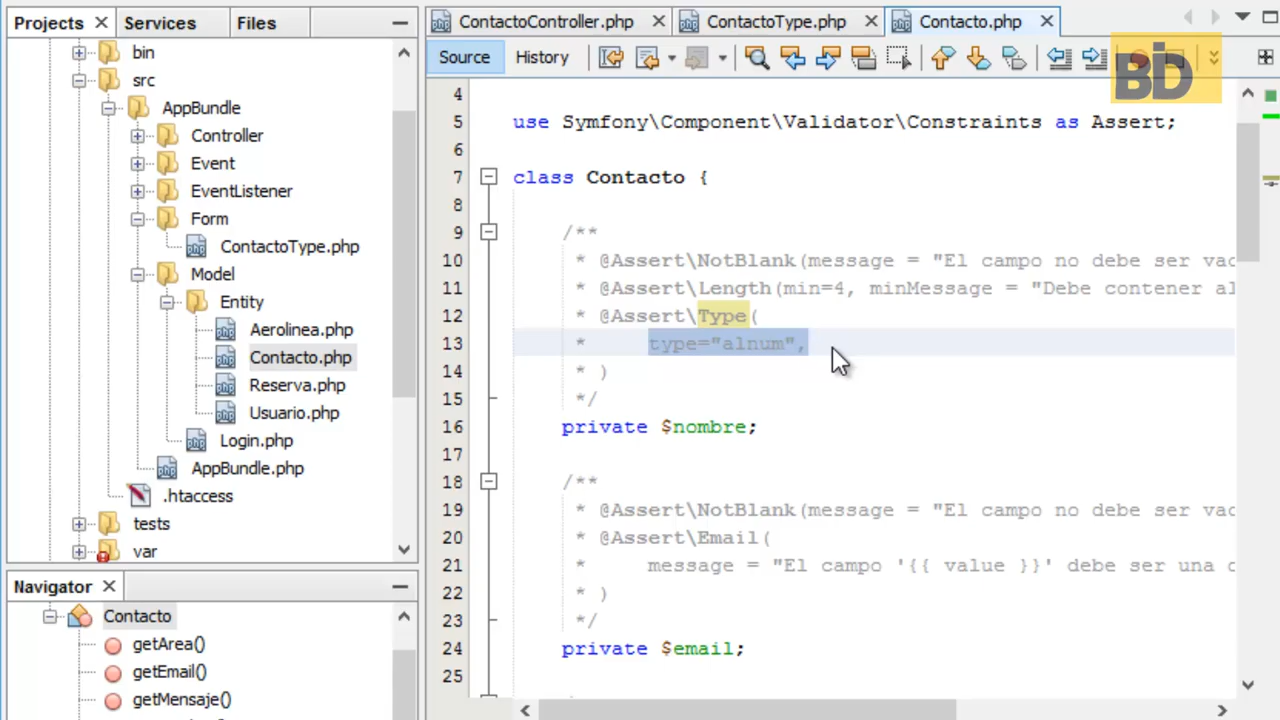 Projects
Services
Files
bin
src
AppBundle
Controller
Event
EventListener
Form
ContactoType.php
Model
Entity
Aerolinea.php
Contacto.php
Reserva.php
Usuario.php
Login.php
AppBundle.php
.htaccess
tests
var
Navigator
Contacto
getArea()
getEmail()
getMensaje()
ContactoController.php
ContactoType.php
Contacto.php
Source
History
BD
4
5 use Symfony\Component\Validator\Constraints as Assert;
6
7 class Contacto {
8
9 /**
10 * @Assert\NotBlank(message = "El campo no debe ser vac
11 * @Assert\Length(min=4, minMessage = "Debe contener al
12 * @Assert\Type(
13 * type="alnum",
14 * )
15 */
16 private $nombre;
17
18 /**
19 * @Assert\NotBlank(message = "El campo no debe ser vac
20 * @Assert\Email(
21 * message = "El campo '{{ value }}' debe ser una c
22 * )
23 */
24 private $email;
25